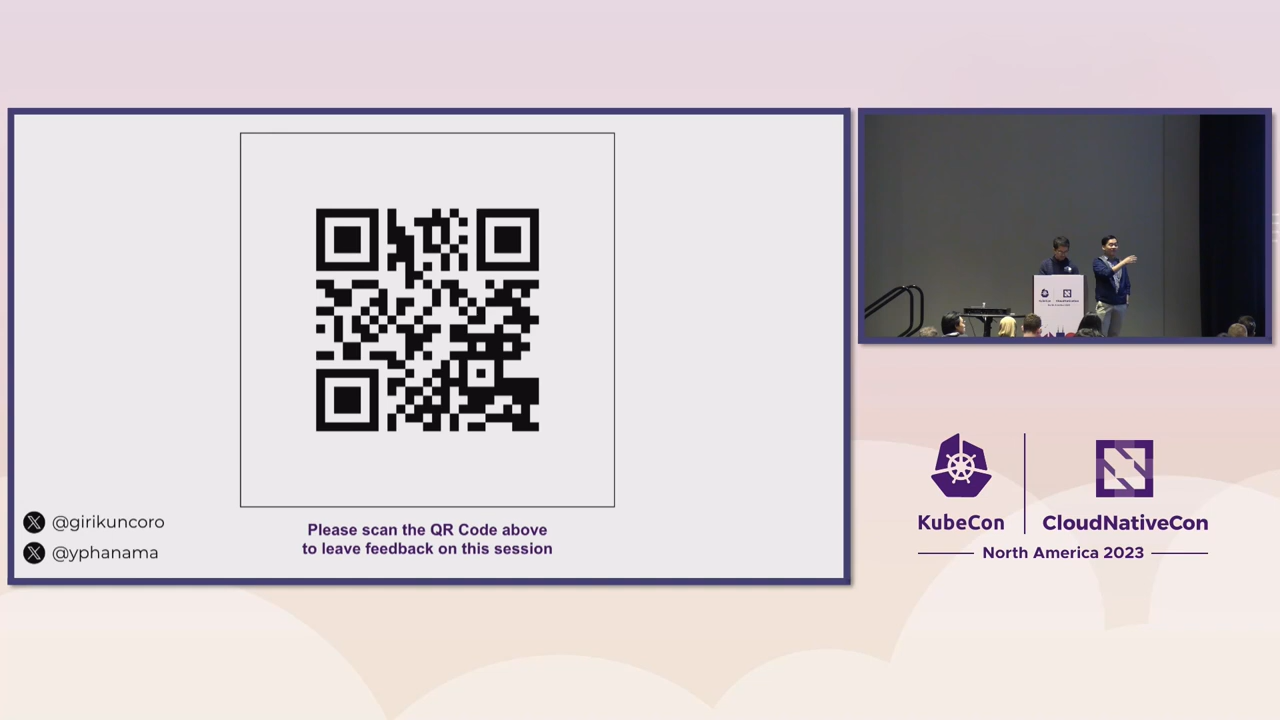 @girikuncoro
@yphanama
Please scan the QR Code above
to leave feedback on this session
KubeCon
CloudNativeCon
North America 2023